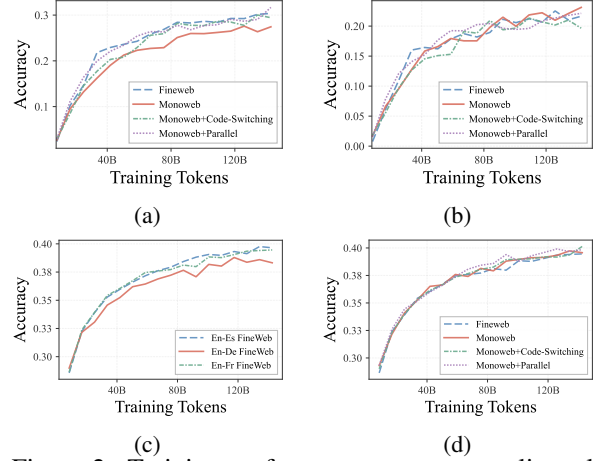 0.3
0.2
0.1
Accuracy
Fineweb
Monoweb
Monoweb+Code-Switching
Monoweb+Parallel
40B 80B 120B
Training Tokens
(a)
0.20
0.15
0.10
0.05
0.00
Accuracy
Fineweb
Monoweb
Monoweb+Code-Switching
Monoweb+Parallel
40B 80B 120B
Training Tokens
(b)
0.40
0.38
0.35
0.33
0.30
Accuracy
En-Es FineWeb
En-De FineWeb
En-Fr FineWeb
40B 80B 120B
Training Tokens
(c)
0.40
0.38
0.35
0.33
0.30
Accuracy
Fineweb
Monoweb
Monoweb+Code-Switching
Monoweb+Parallel
40B 80B 120B
Training Tokens
(d)